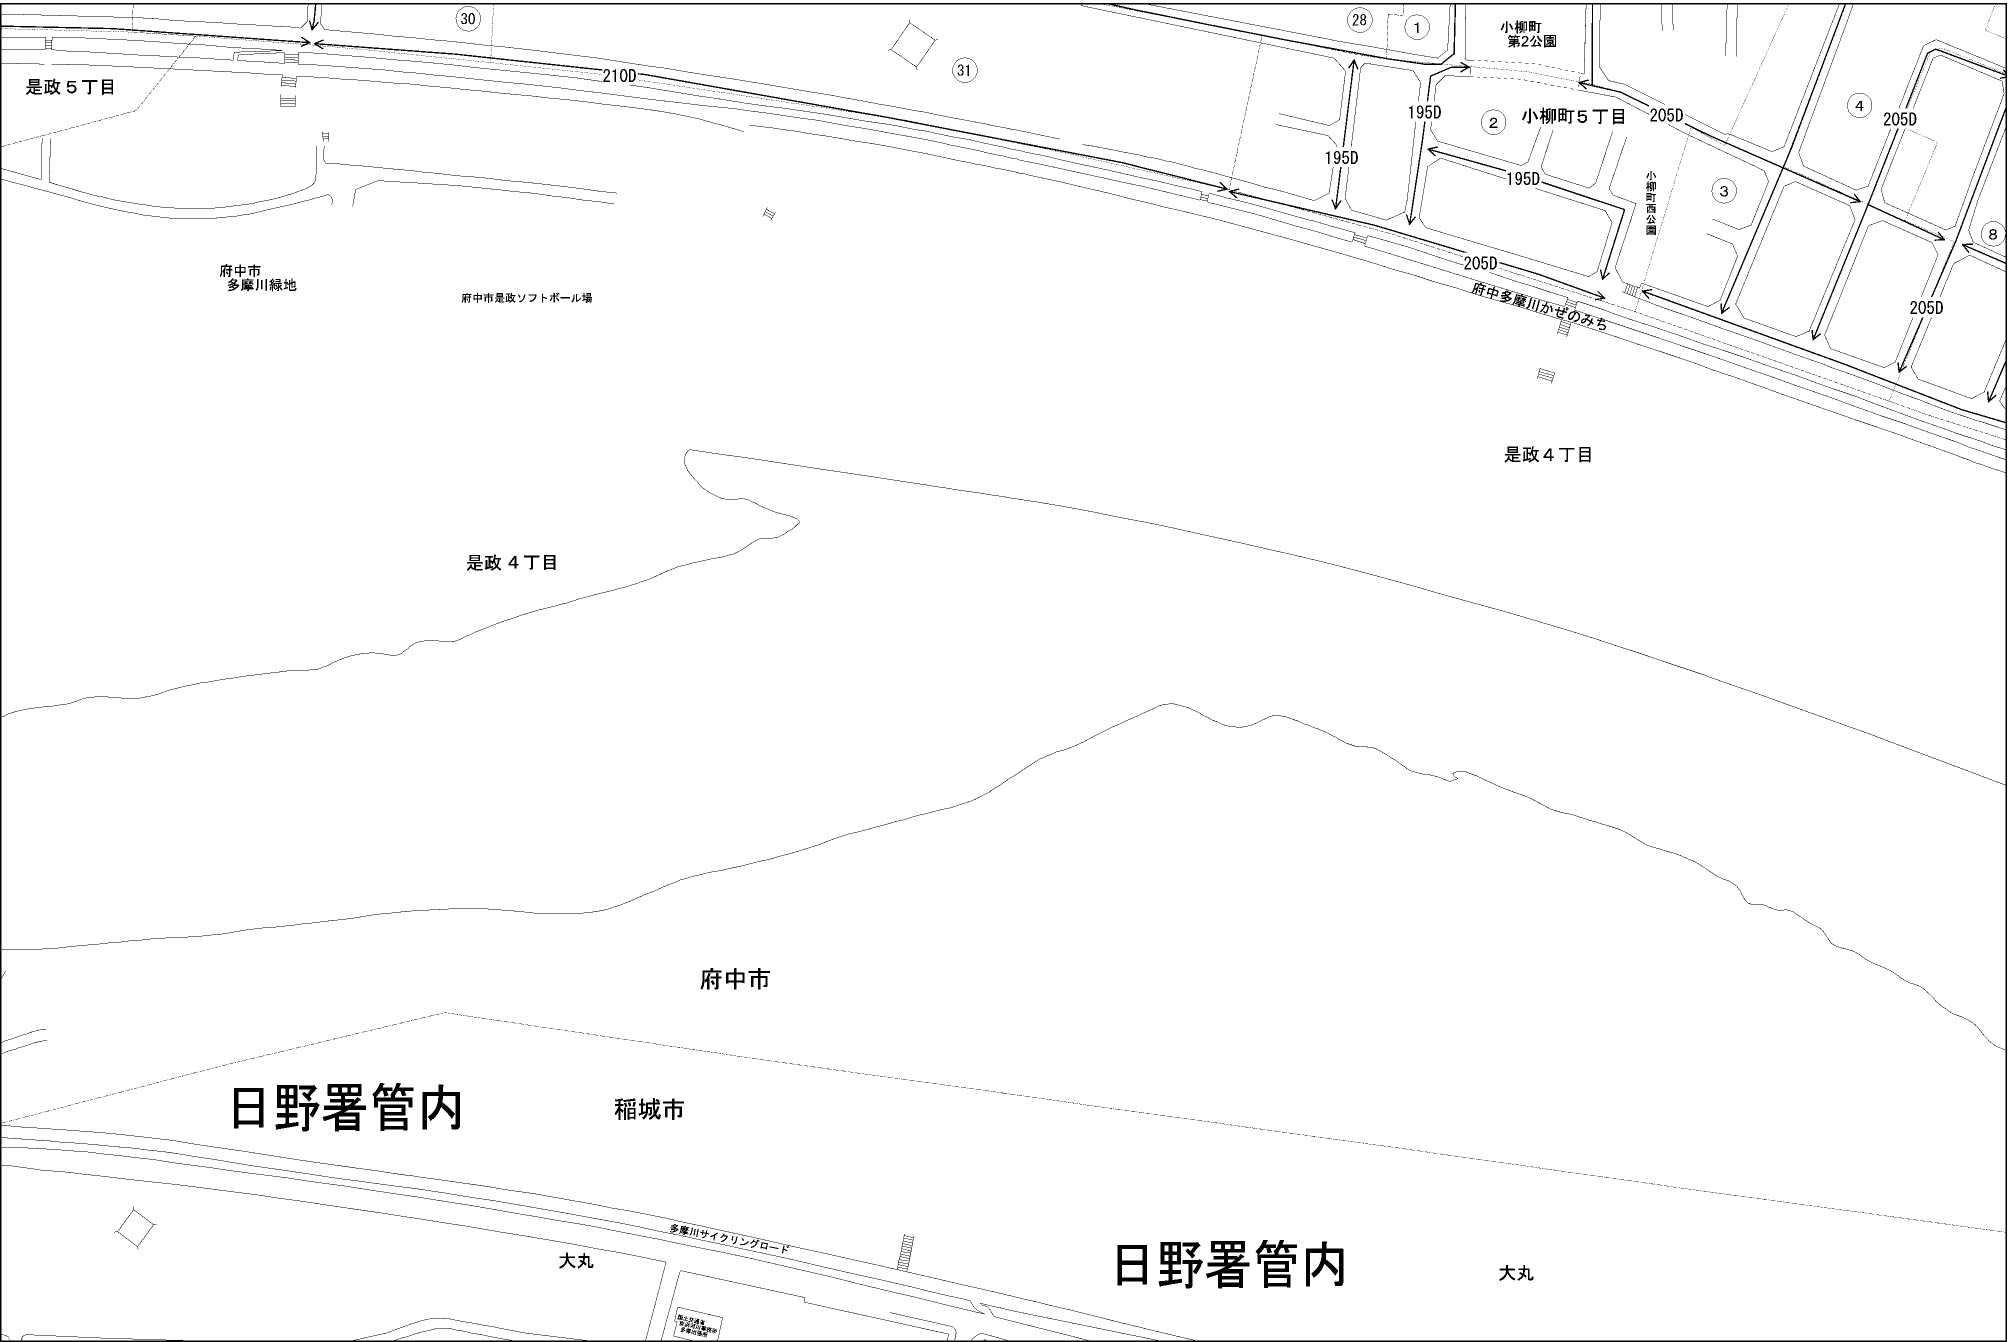 30
28
1
小柳町
第2公園
31
210D
是政5丁目
195D
2
小柳町5丁目
205D
4
205D
195D
195D
小柳町西公園
3
8
205D
205D
府中多摩川かぜのみち
府中市
多摩川緑地
府中市是政ソフトボール場
是政4丁目
是政4丁目
府中市
日野署管内
稲城市
多摩川サイクリングロード
大丸
日野署管内
大丸